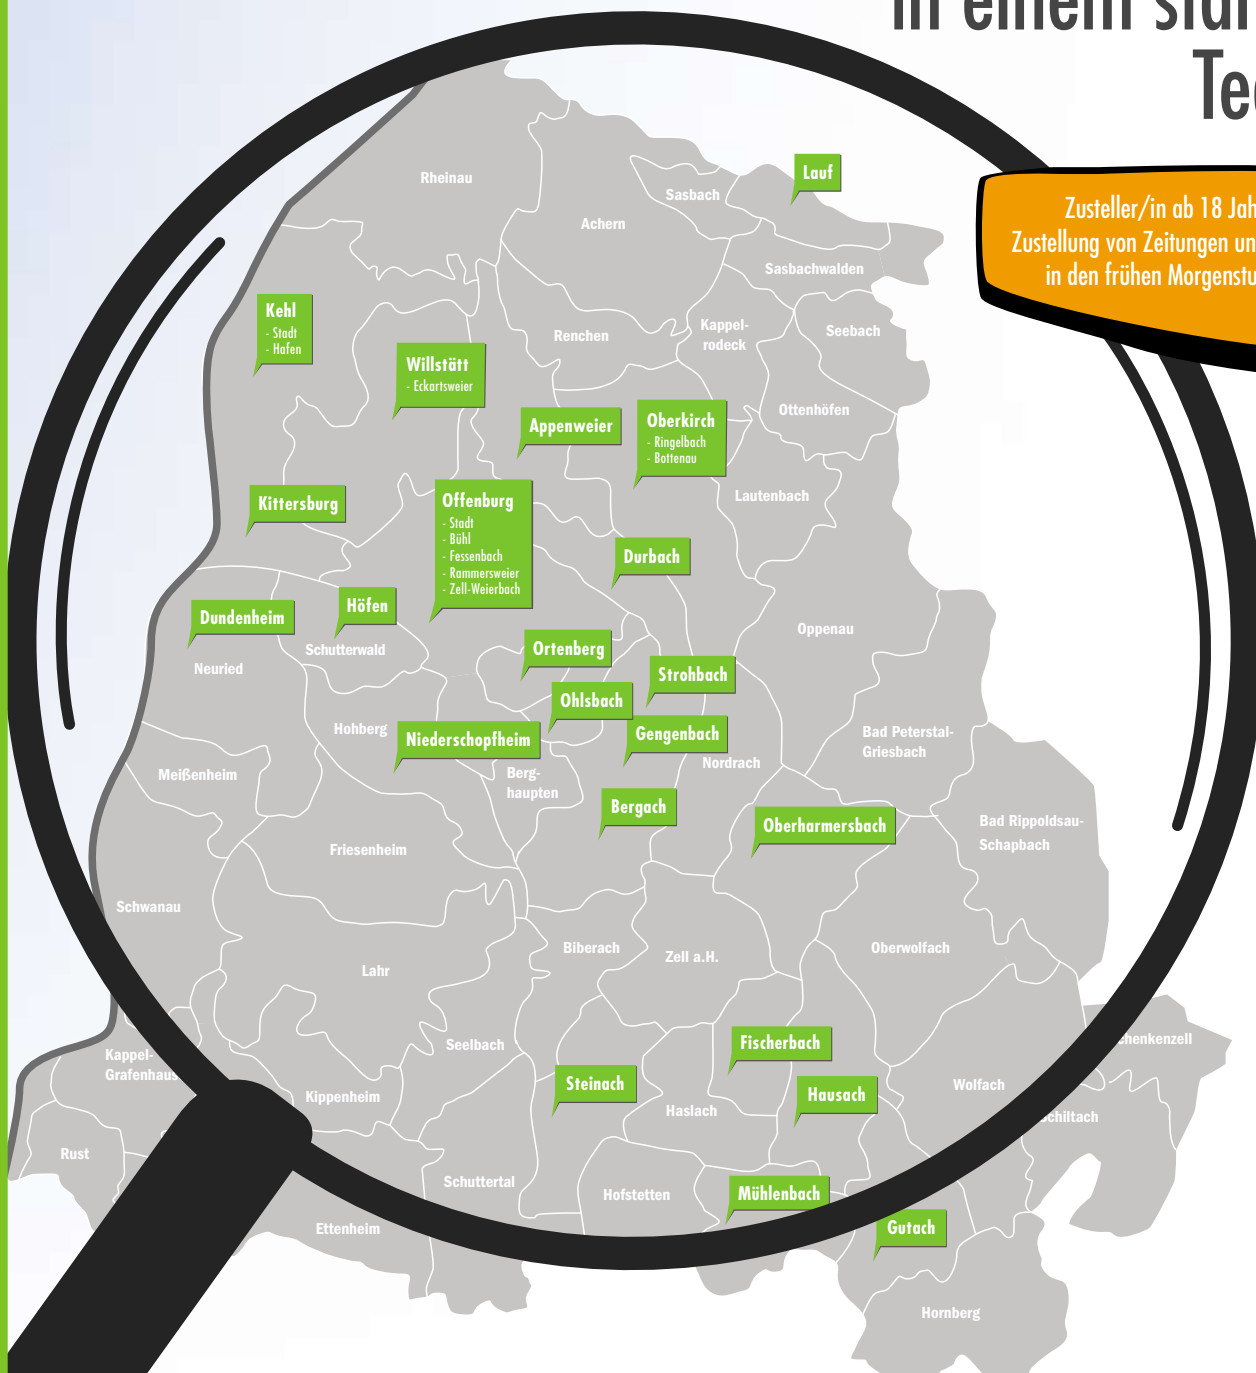 in einem
Rheinau
Sasbach
Lauf
Achern
Zusteller/in ab 18
Zustellung von Zeitungen
in den frühen
Sasbachwalden
Kehl
- Stadt
- Hafen
Renchen
Kappel-
rodeck
Seebach
Willstätt
- Eckartsweier
Appenweier
Oberkirch
- Ringelbach
- Bottenau
Ottenhöfen
Kittersburg
Offenburg
- Stadt
- Bühl
- Fessenbach
- Rammersweier
- Zell-Weierbach
Lautenbach
Durbach
Dundenheim
Höfen
Schutterwald
Neuried
Ortenberg
Oppenau
Strohbach
Ohlsbach
Hohberg
Niederschopfheim
Gengenbach
Nordrach
Bad Peterstal-
Griesbach
Meißenheim
Berg-
haupten
Bergach
Oberharmersbach
Bad Rippoldsau-
Schapbach
Friesenheim
Schwanau
Biberach
Zell a.H.
Oberwolfach
Lahr
Seelbach
Fischerbach
Kappel-
Grafenhaus
Steinach
Hausach
Wolfach
Kippenheim
Haslach
Rust
Schuttertal
Hofstetten
Mühlenbach
Ettenheim
Gutach
Hornberg